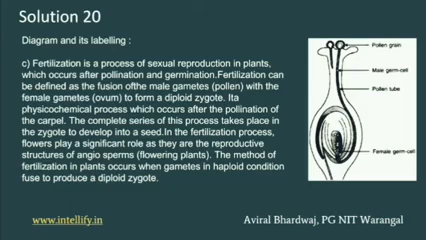 Solution 20
Diagram and its labelling :
c) Fertilization is a process of sexual reproduction in plants,
which occurs after pollination and germination.Fertilization can
be defined as the fusion ofthe male gametes (pollen) with the
female gametes (ovum) to form a diploid zygote. Ita
physicochemical process which occurs after the pollination of
the carpel. The complete series of this process takes place in
the zygote to develop into a seed.In the fertilization process,
flowers play a significant role as they are the reproductive
structures of angio sperms (flowering plants). The method of
fertilization in plants occurs when gametes in haploid condition
fuse to produce a diploid zygote.
Pollen grain
Male germ-cell
Pollen tube
Female germ-cell
www.intellify.in
Aviral Bhardwaj, PG NIT Warangal